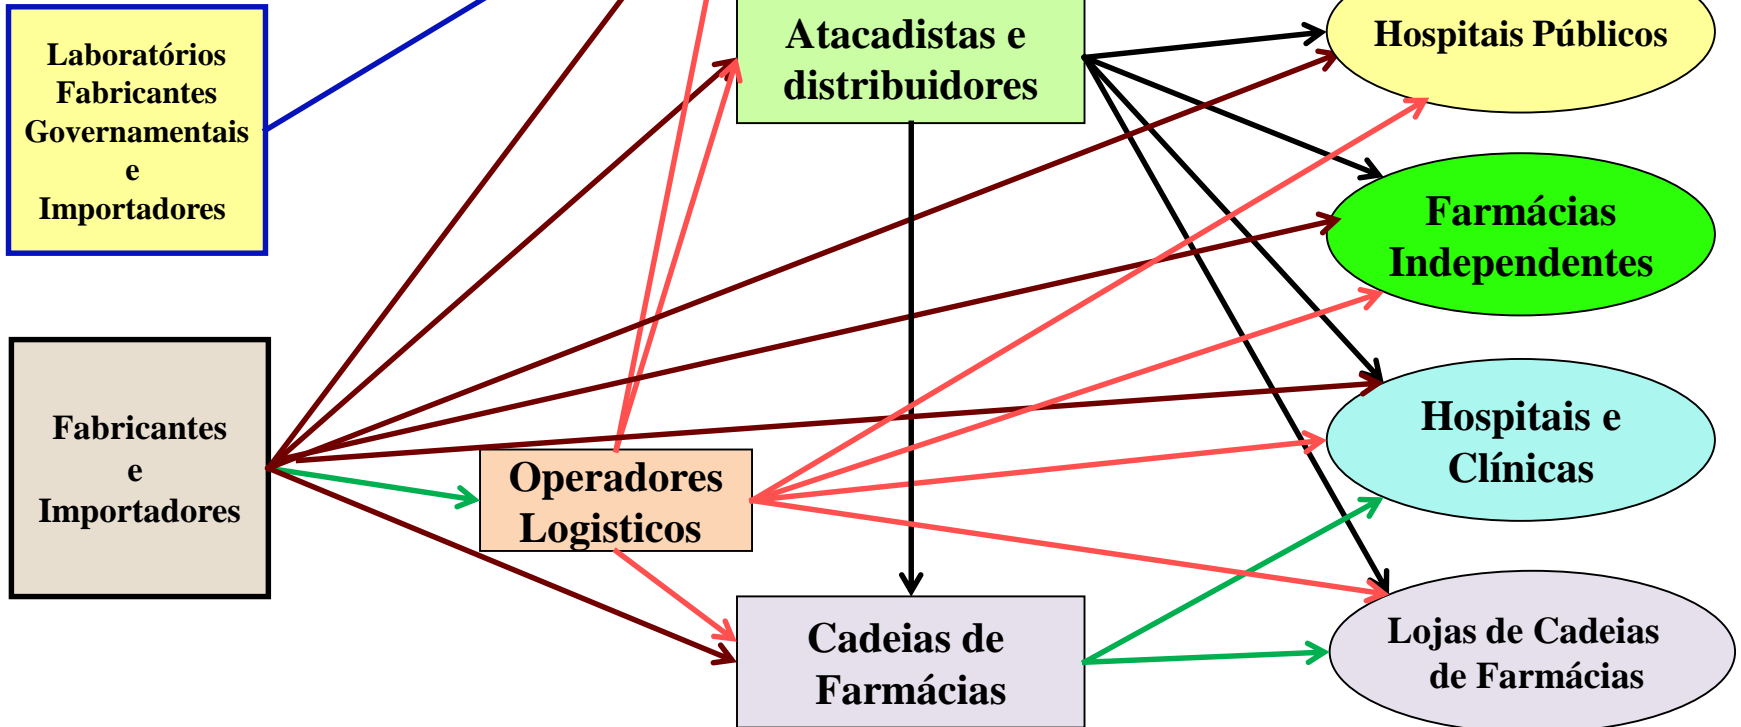 Laboratórios
Fabricantes
Governamentais
e
Importadores
Fabricantes
e
Importadores
Operadores
Logisticos
Atacadistas e
distribuidores
Cadeias de
Farmácias
Hospitais Públicos
Farmácias
Independentes
Hospitais e
Clínicas
Lojas de Cadeias
de Farmácias